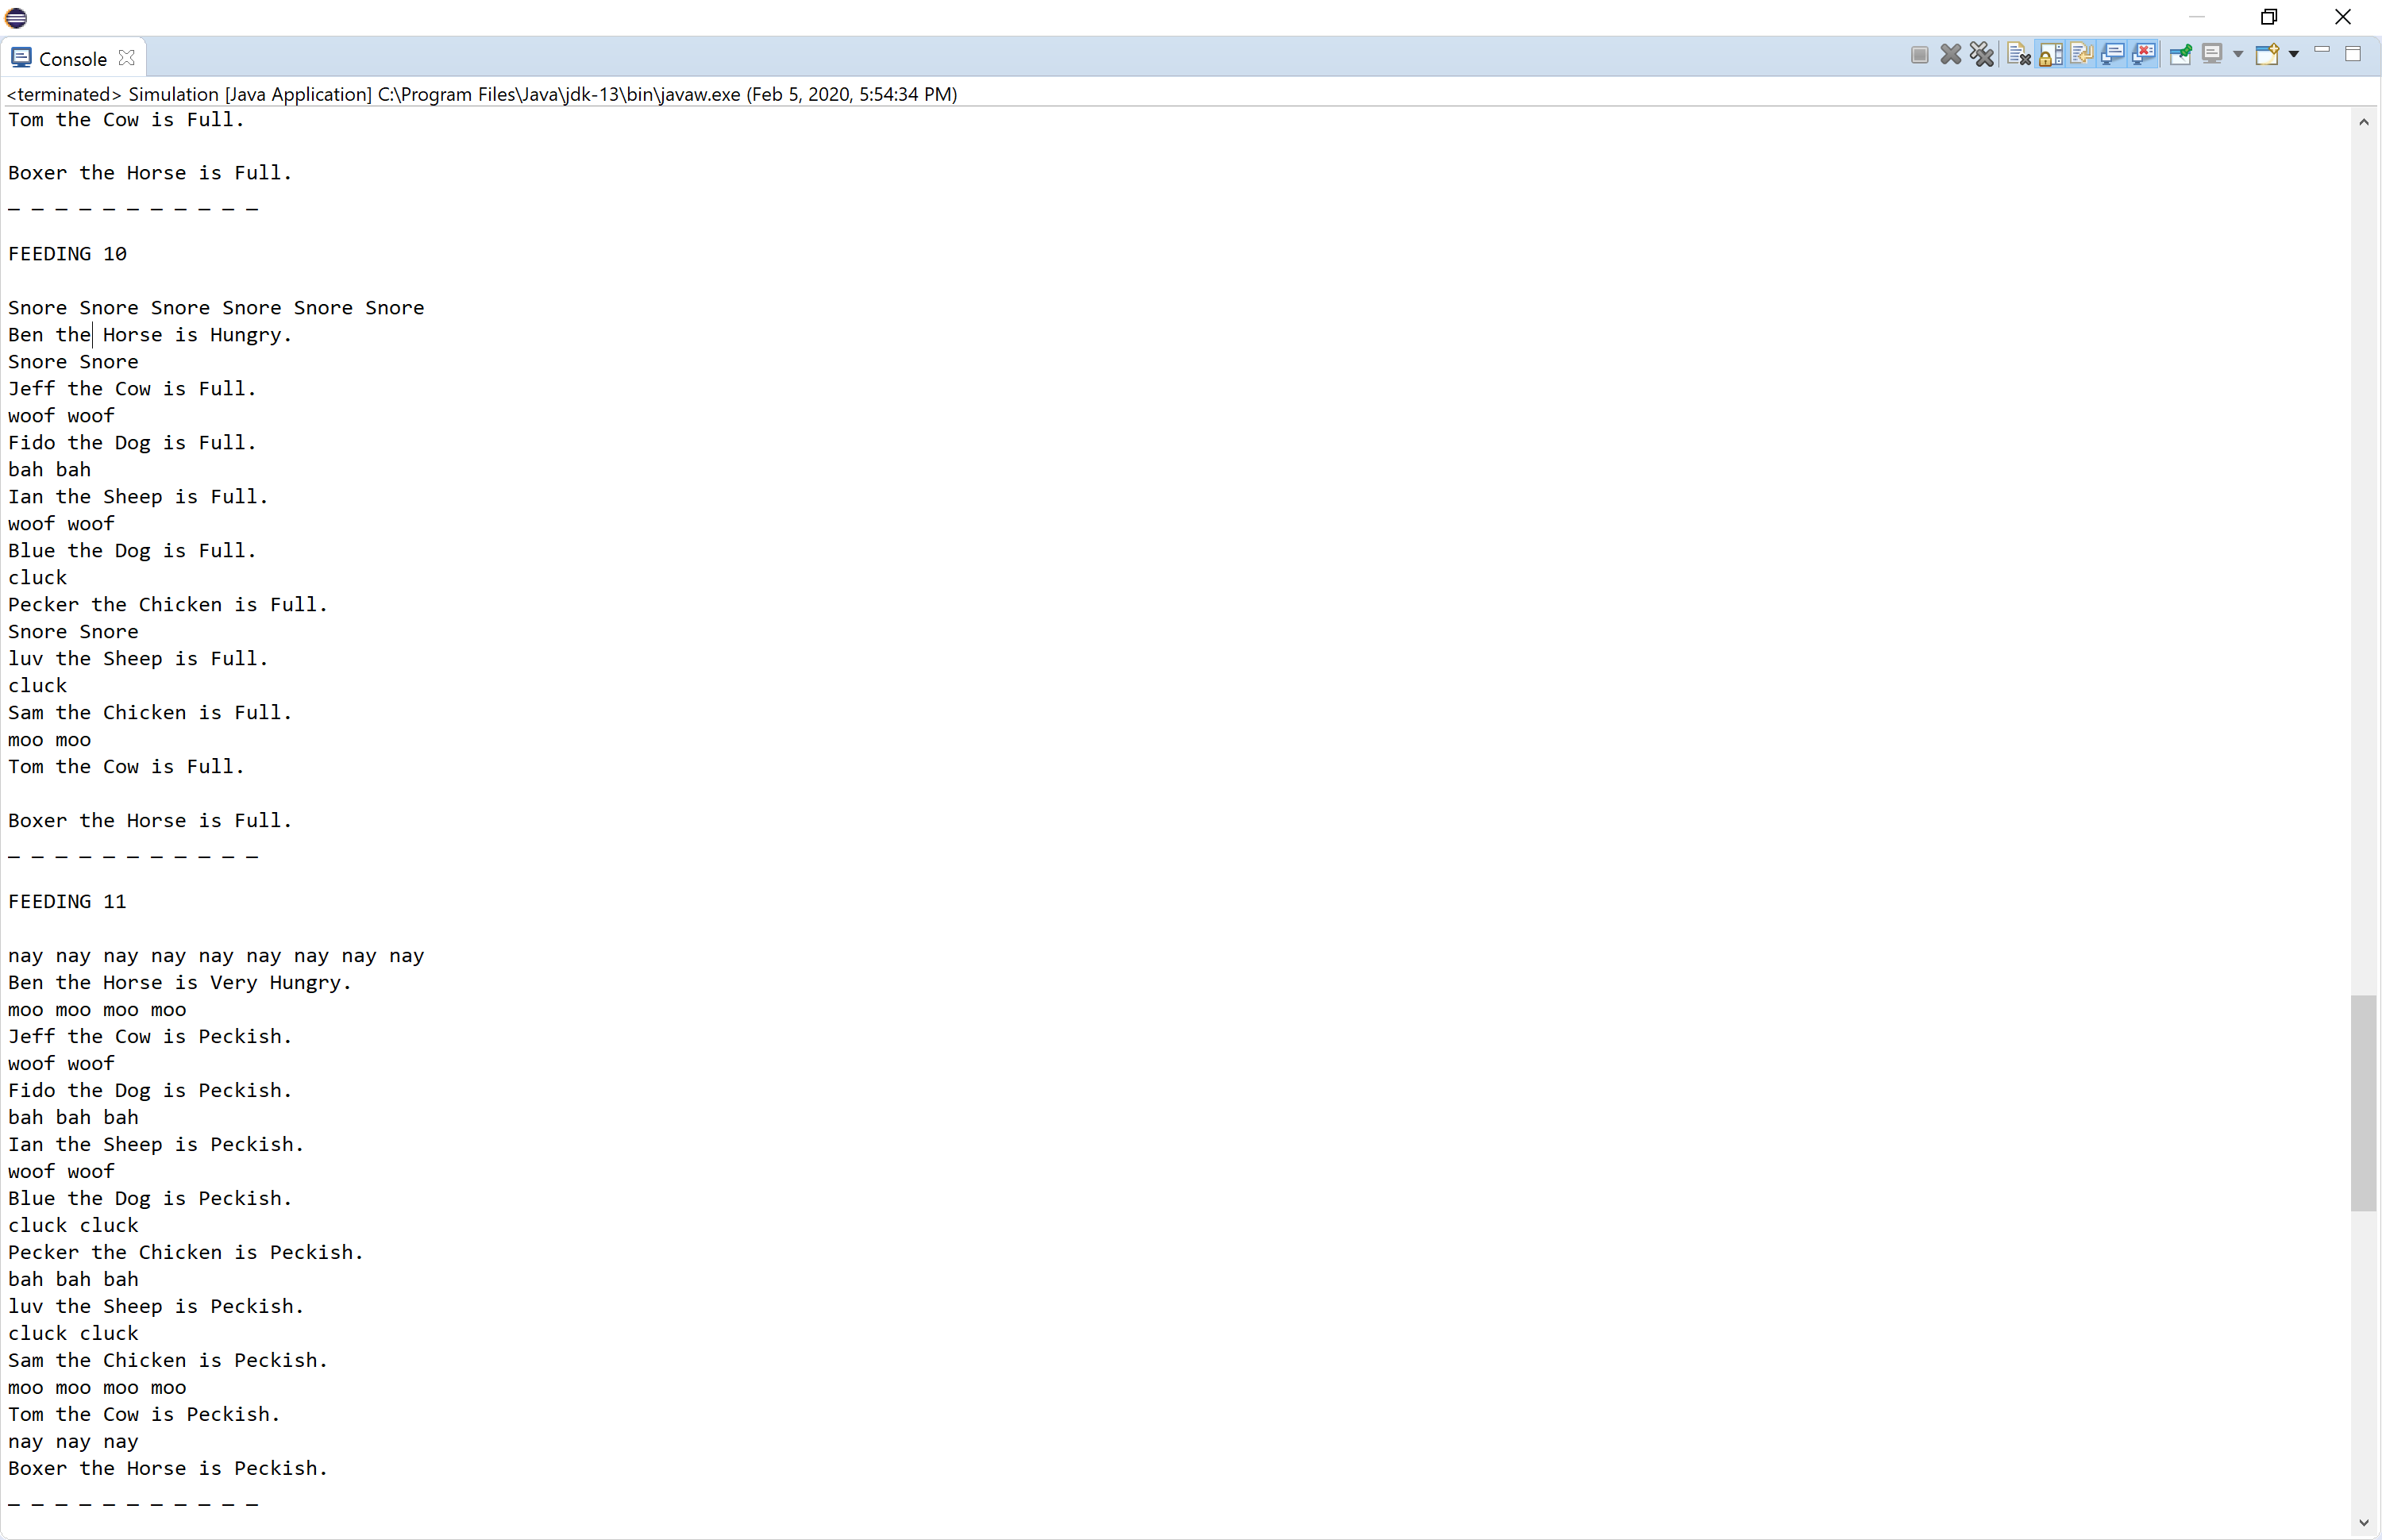 Console
<terminated> Simulation [Java Application] C:\Program Files\Java\jdk-13\bin\javaw.exe (Feb 5, 2020, 5:54:34 PM)
Tom the Cow is Full.
Boxer the Horse is Full.
_ _ _ _ _ _ _ _ _ _ _
FEEDING 10
Snore Snore Snore Snore Snore Snore
Ben the Horse is Hungry.
Snore Snore
Jeff the Cow is Full.
woof woof
Fido the Dog is Full.
bah bah
Ian the Sheep is Full.
woof woof
Blue the Dog is Full.
cluck
Pecker the Chicken is Full.
Snore Snore
luv the Sheep is Full.
cluck
Sam the Chicken is Full.
moo moo
Tom the Cow is Full.
Boxer the Horse is Full.
_ _ _ _ _ _ _ _ _ _ _
FEEDING 11
nay nay nay nay nay nay nay nay nay
Ben the Horse is Very Hungry.
moo moo moo moo
Jeff the Cow is Peckish.
woof woof
Fido the Dog is Peckish.
bah bah bah
Ian the Sheep is Peckish.
woof woof
Blue the Dog is Peckish.
cluck cluck
Pecker the Chicken is Peckish.
bah bah bah
luv the Sheep is Peckish.
cluck cluck
Sam the Chicken is Peckish.
moo moo moo moo
Tom the Cow is Peckish.
nay nay nay
Boxer the Horse is Peckish.
_ _ _ _ _ _ _ _ _ _ _